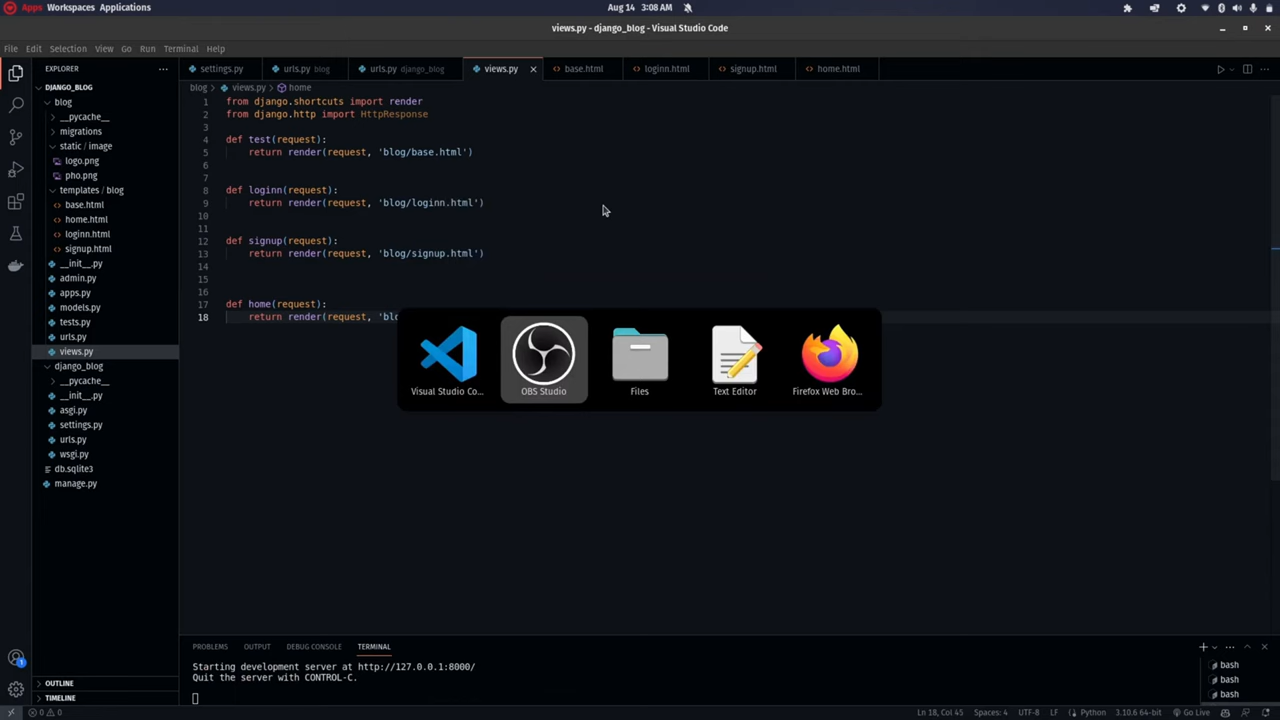 Apps Workspaces Applications
Aug 14 3:08 AM
views.py - django_blog - Visual Studio Code
File Edit Selection View Go Run Terminal Help
EXPLORER
settings.py
urls.py blog
urls.py django_blog
views.py
base.html
loginn.html
signup.html
home.html
DJANGO_BLOG
blog
__pycache__
migrations
static / image
logo.png
pho.png
templates / blog
base.html
home.html
loginn.html
signup.html
__init__.py
admin.py
apps.py
models.py
tests.py
urls.py
views.py
django_blog
__pycache__
__init__.py
asgi.py
settings.py
urls.py
wsgi.py
db.sqlite3
manage.py
OUTLINE
TIMELINE
blog > views.py > home
1 from django.shortcuts import render
2 from django.http import HttpResponse
3
4 def test(request):
5 return render(request, 'blog/base.html')
6
7
8 def loginn(request):
9 return render(request, 'blog/loginn.html')
10
11
12 def signup(request):
13 return render(request, 'blog/signup.html')
14
15
16
17 def home(request):
18 return render(request, 'blo
Visual Studio Co...
OBS Studio
Files
Text Editor
Firefox Web Bro...
PROBLEMS OUTPUT DEBUG CONSOLE TERMINAL
Starting development server at http://127.0.0.1:8000/
Quit the server with CONTROL-C.
bash
bash
bash
1
0 0
Ln 18, Col 45 Spaces: 4 UTF-8 LF Python 3.10.6 64-bit Go Live